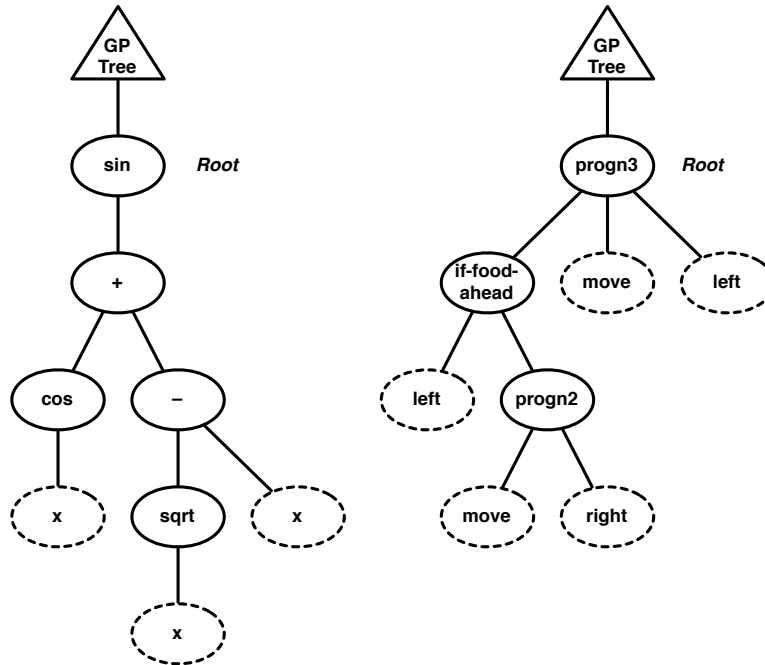 GP
Tree
sin
Root
+
cos
–
x
sqrt
x
x
GP
Tree
progn3
Root
if-food-
ahead
move
left
left
progn2
move
right